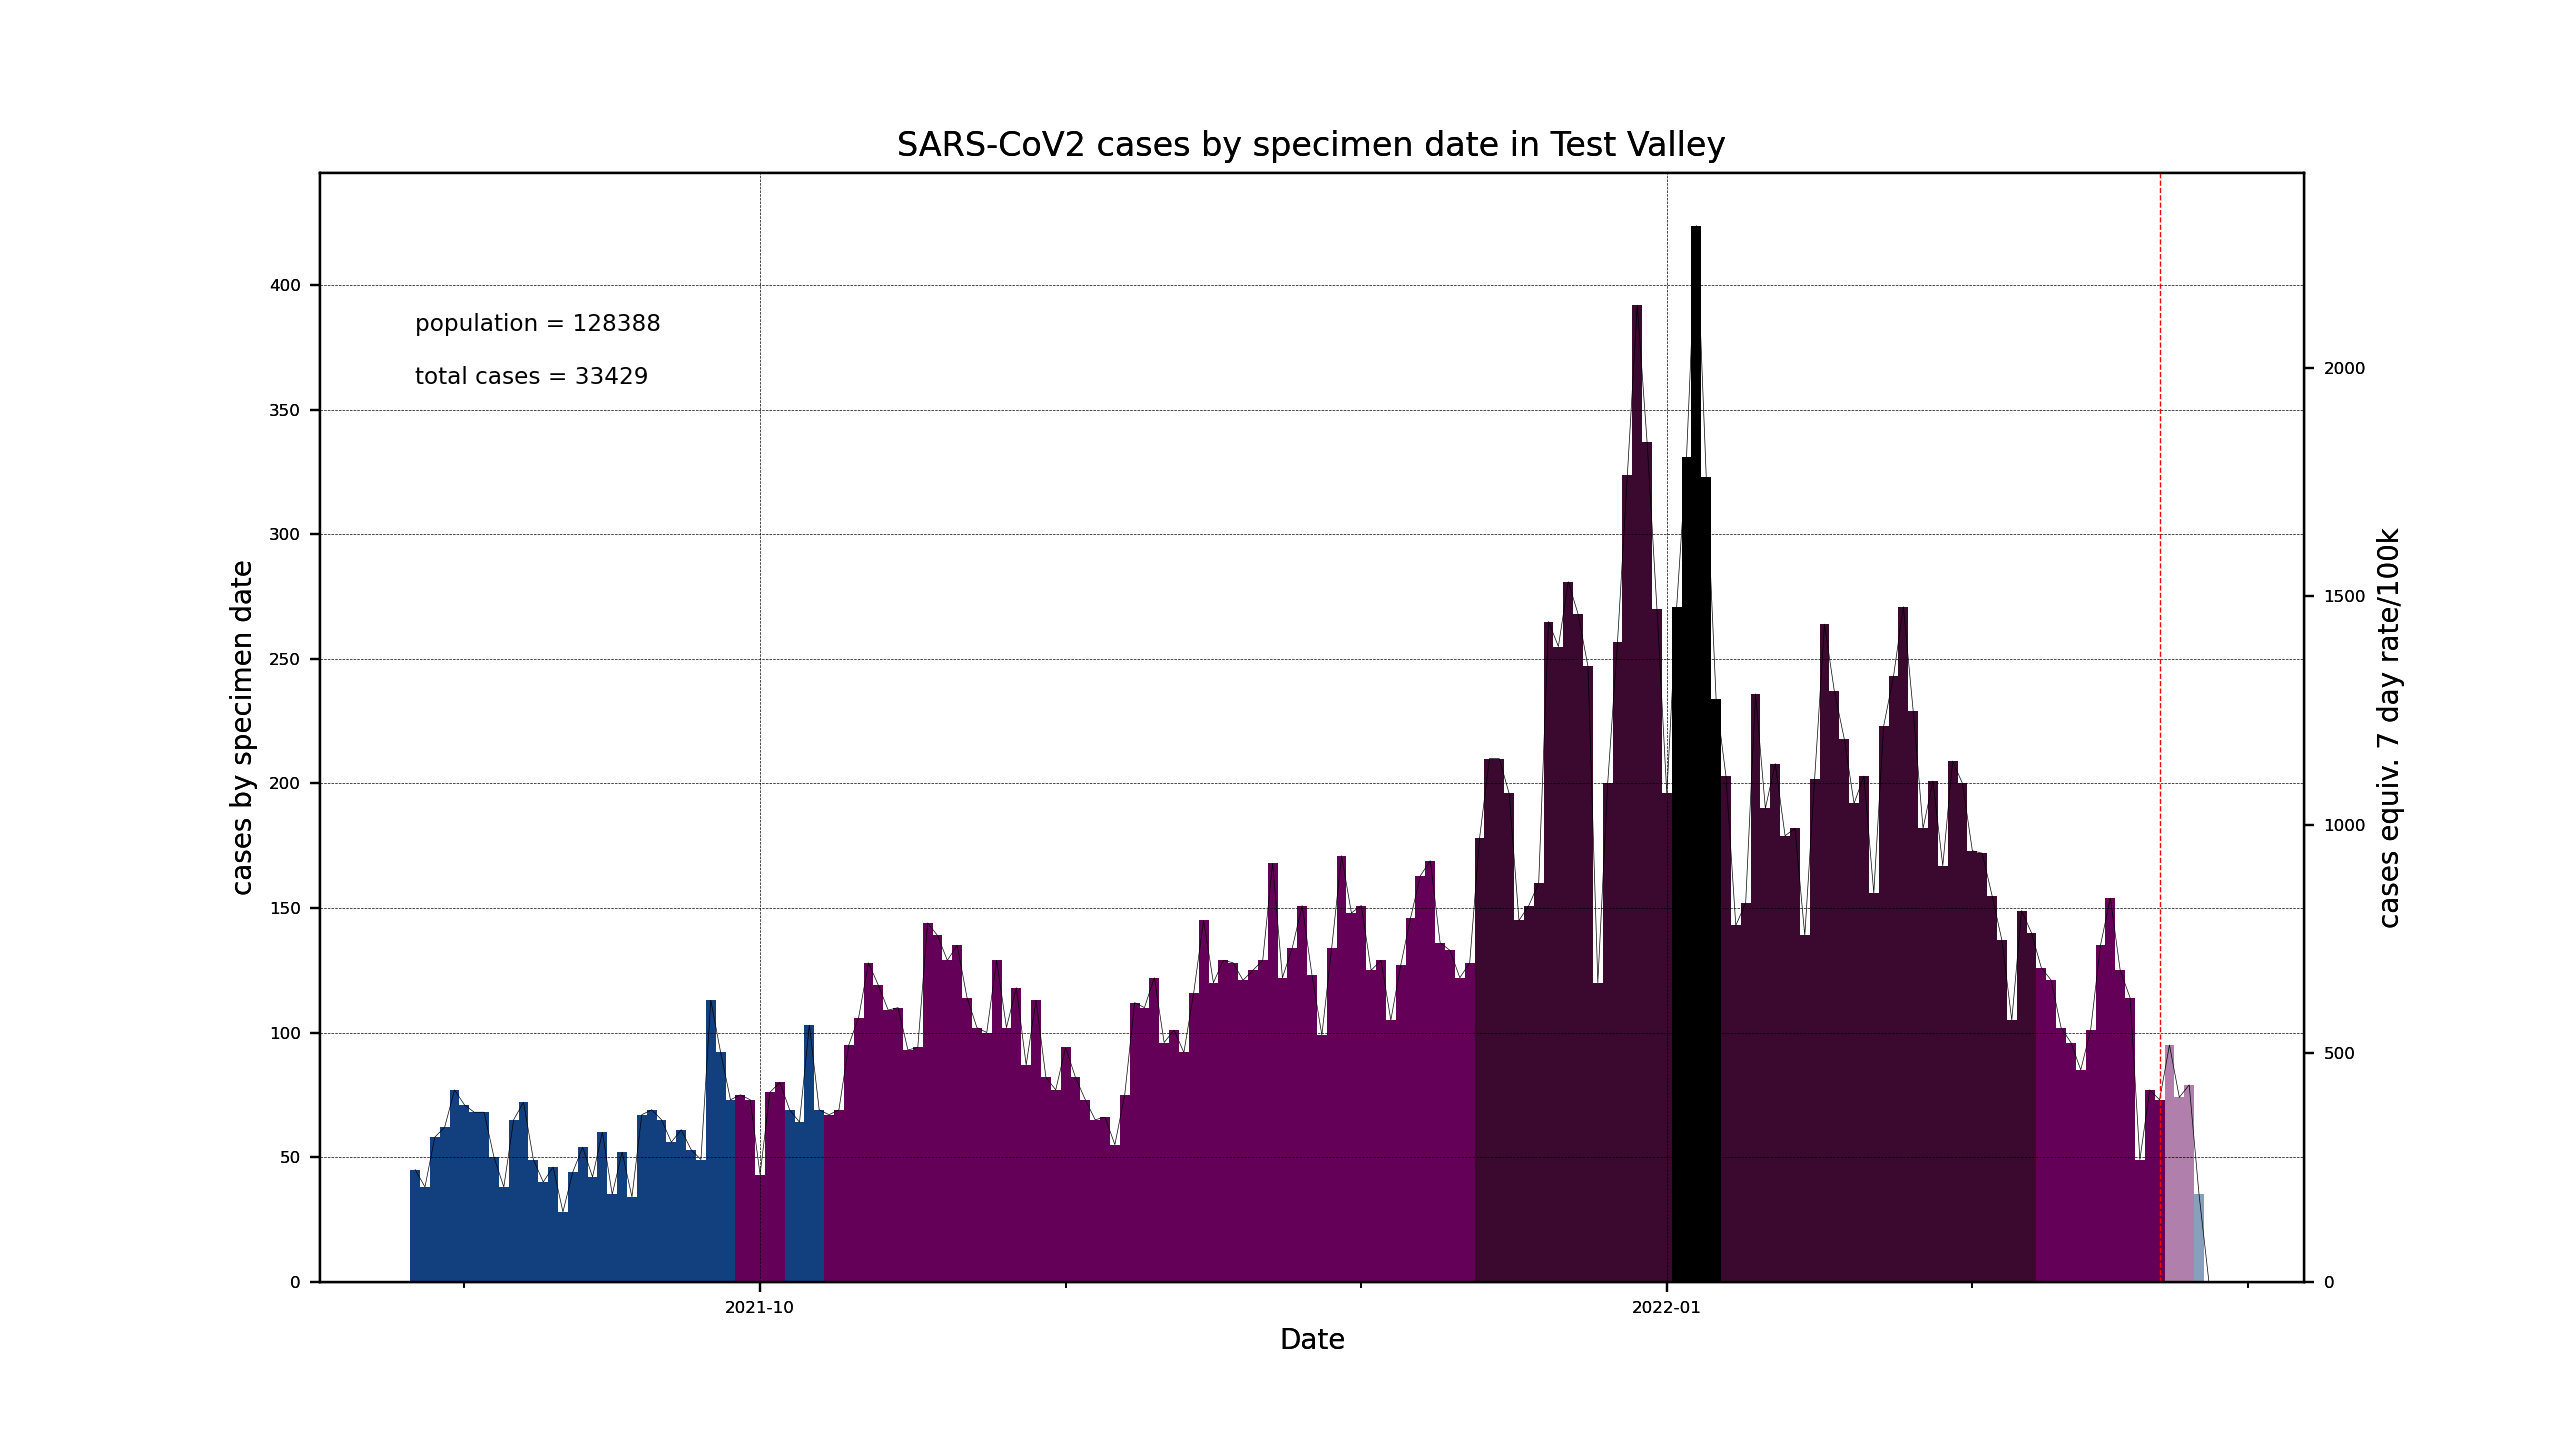 SARS-CoV2 cases by specimen date in Test Valley
population = 128388
total cases = 33429
cases by specimen date
400
350
300
250
200
150
100
50
0
2000
1500
1000
500
0
cases equiv. 7 day rate/100k
2021-10
2022-01
Date